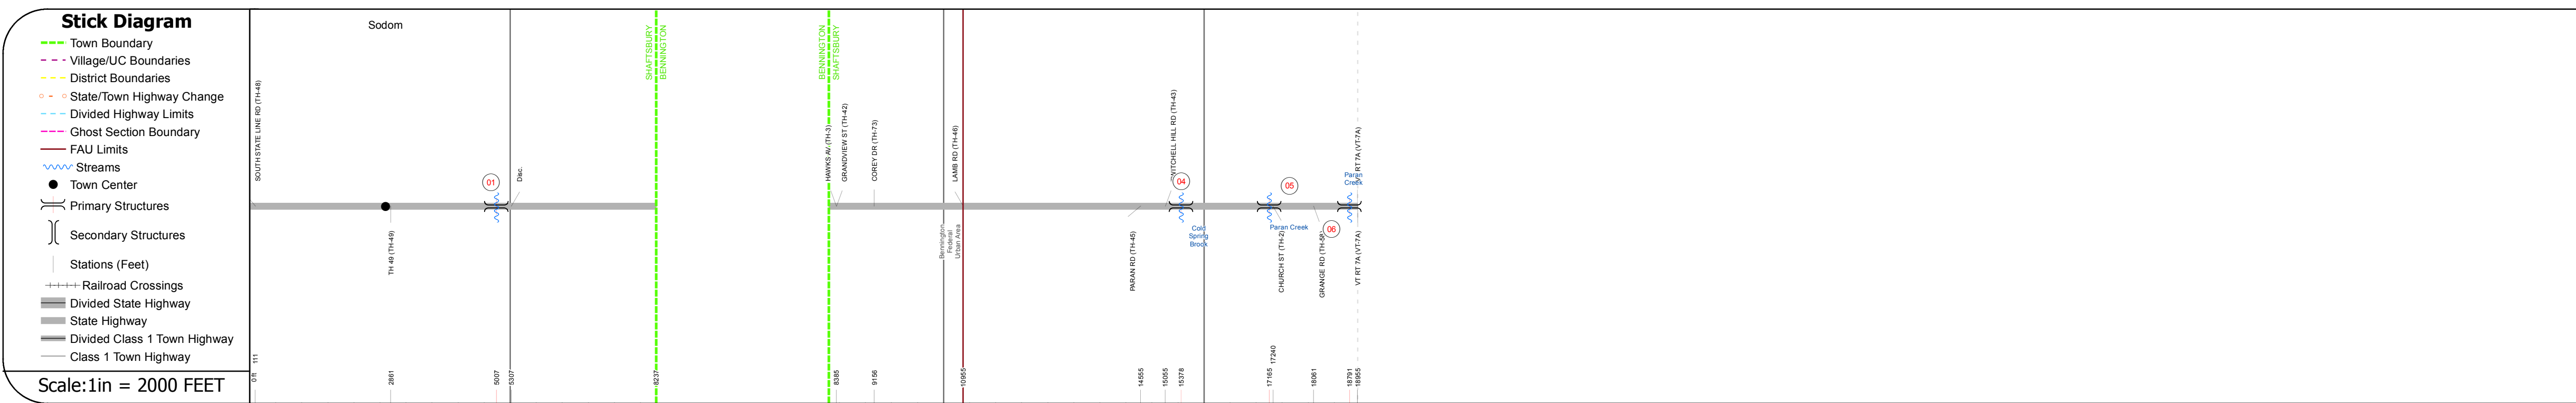 Stick Diagram
Town Boundary
Village/UC Boundaries
District Boundaries
State/Town Highway Change
Divided Highway Limits
Ghost Section Boundary
FAU Limits
Streams
Town Center
Primary Structures
Secondary Structures
Stations (Feet)
Railroad Crossings
Divided State Highway
State Highway
Divided Class 1 Town Highway
Class 1 Town Highway
Scale:1in = 2000 FEET
Sodom
SHAFTSBURY
BENNINGTON
BENNINGTON
SHAFTSBURY
SOUTH STATE LINE RD (TH-48)
TH 49 (TH-49)
01
Disc.
HAWKS AV (TH-3)
GRANDVIEW ST (TH-42)
COREY DR (TH-73)
LAMB RD (TH-46)
Bennington
Federal
Urban Area
PARAN RD (TH-45)
TWITCHELL HILL RD (TH-43)
04
Cold
Spring
Brook
05
Paran Creek
CHURCH ST (TH-2)
GRANGE RD (TH-58)
06
Paran
Creek
VT RT 7A (VT-7A)
VT RT 7A (VT-7A)
0 ft
111
2861
5007
5307
8237
8385
9156
10955
14555
15055
15378
17165
17240
18061
18791
18955